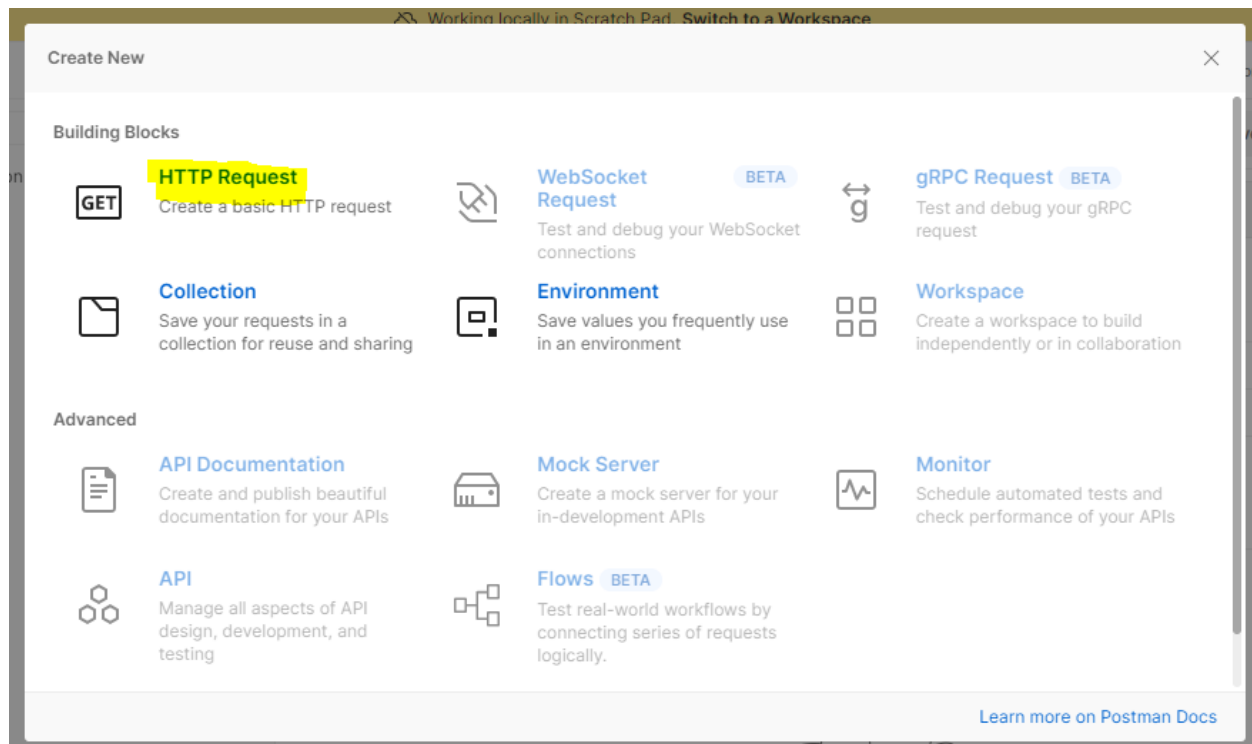 Working locally in Scratch Pad. Switch to a Workspace
Create New
Building Blocks
GET
HTTP Request
Create a basic HTTP request
WebSocket
Request
BETA
Test and debug your WebSocket
connections
g
gRPC Request BETA
Test and debug your gRPC
request
Collection
Save your requests in a
collection for reuse and sharing
Environment
Save values you frequently use
in an environment
Workspace
Create a workspace to build
independently or in collaboration
Advanced
API Documentation
Create and publish beautiful
documentation for your APIs
Mock Server
Create a mock server for your
in-development APIs
Monitor
Schedule automated tests and
check performance of your APIs
API
Manage all aspects of API
design, development, and
testing
Flows BETA
Test real-world workflows by
connecting series of requests
logically.
Learn more on Postman Docs